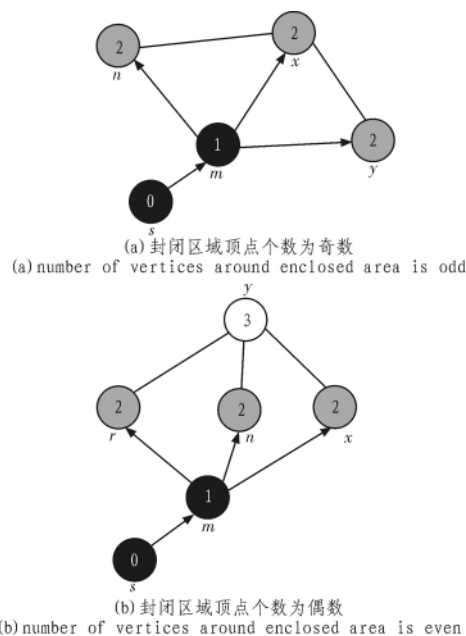 2
n
2
x
1
m
2
y
0
s
(a)封闭区域顶点个数为奇数
(a)number of vertices around enclosed area is odd
y
3
2
r
2
n
2
x
1
m
0
s
(b)封闭区域顶点个数为偶数
(b)number of vertices around enclosed area is even